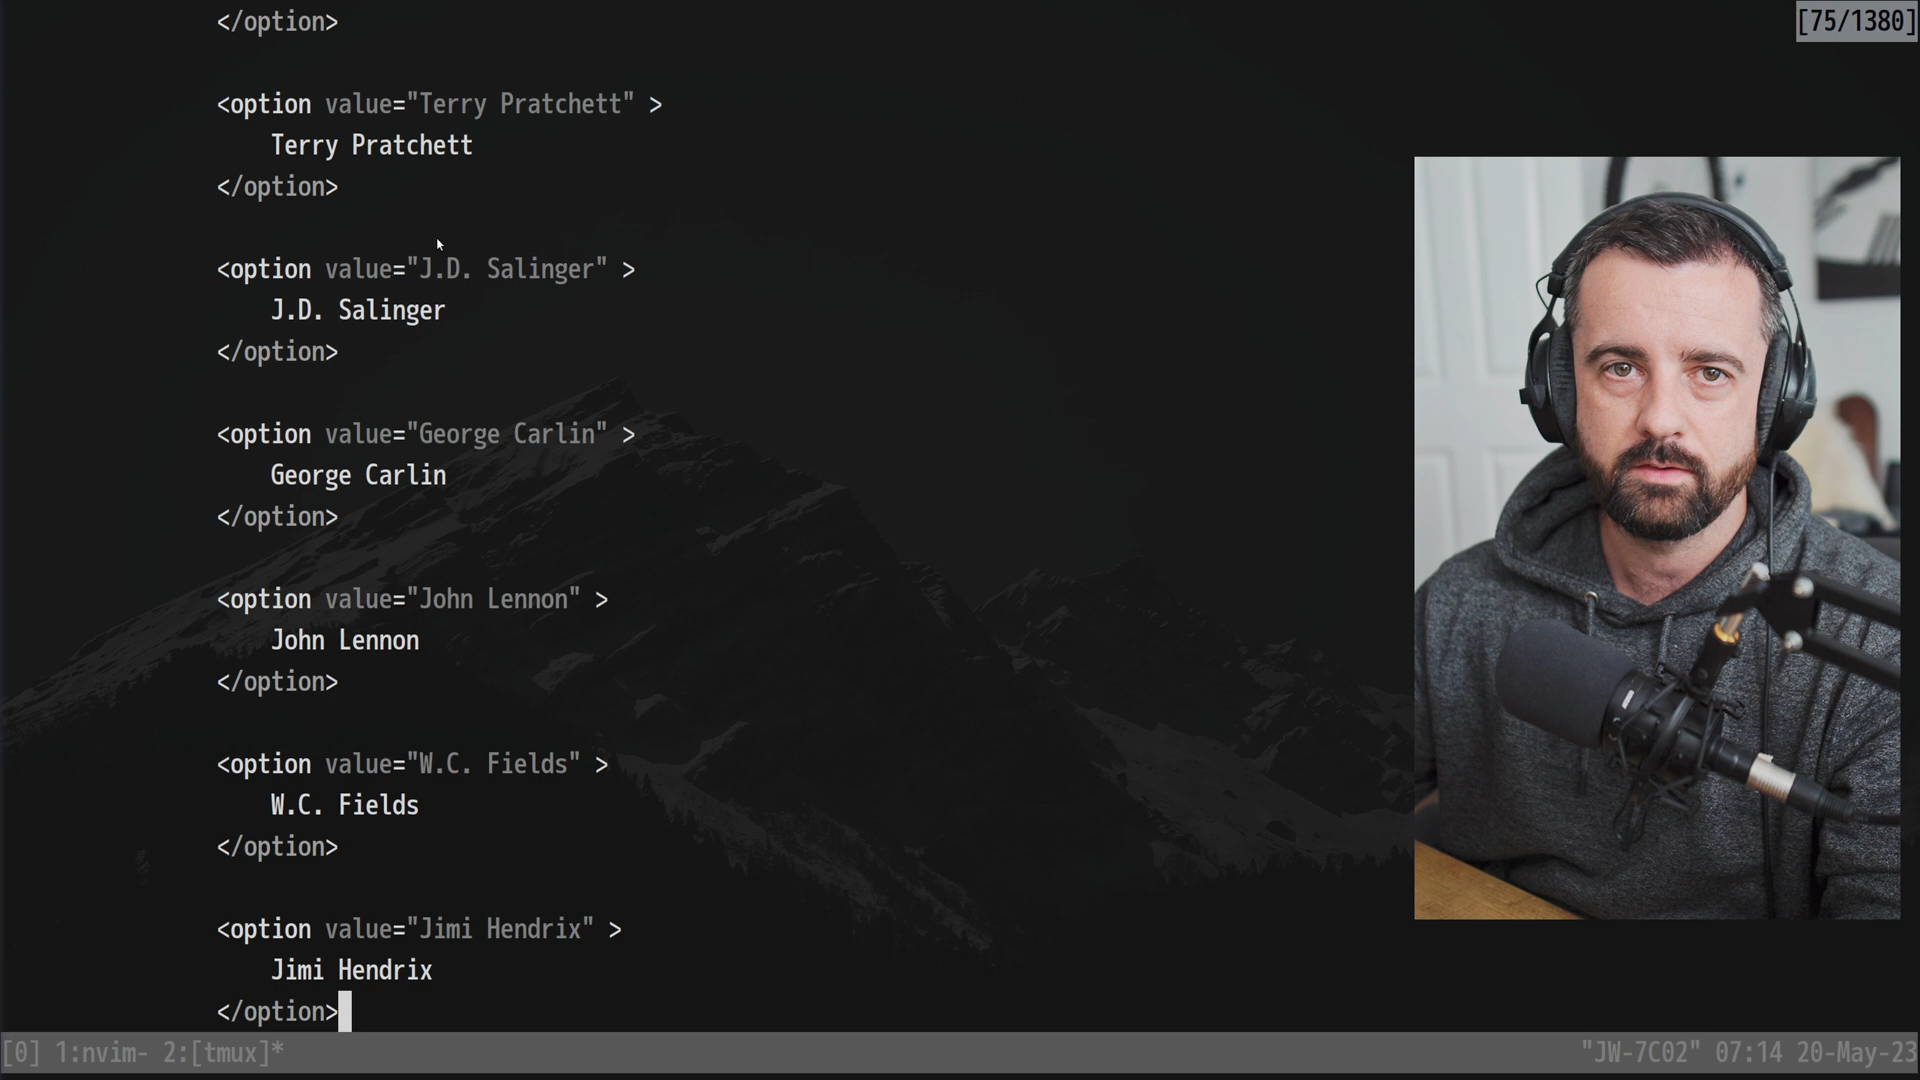 </option>
[75/1380]
<option value="Terry Pratchett" >
Terry Pratchett
</option>
<option value="J.D. Salinger" >
J.D. Salinger
</option>
<option value="George Carlin" >
George Carlin
</option>
<option value="John Lennon" >
John Lennon
</option>
<option value="W.C. Fields" >
W.C. Fields
</option>
<option value="Jimi Hendrix" >
Jimi Hendrix
</option>
[0] 1:nvim- 2:[tmux]* "JW-7C02" 07:14 20-May-23